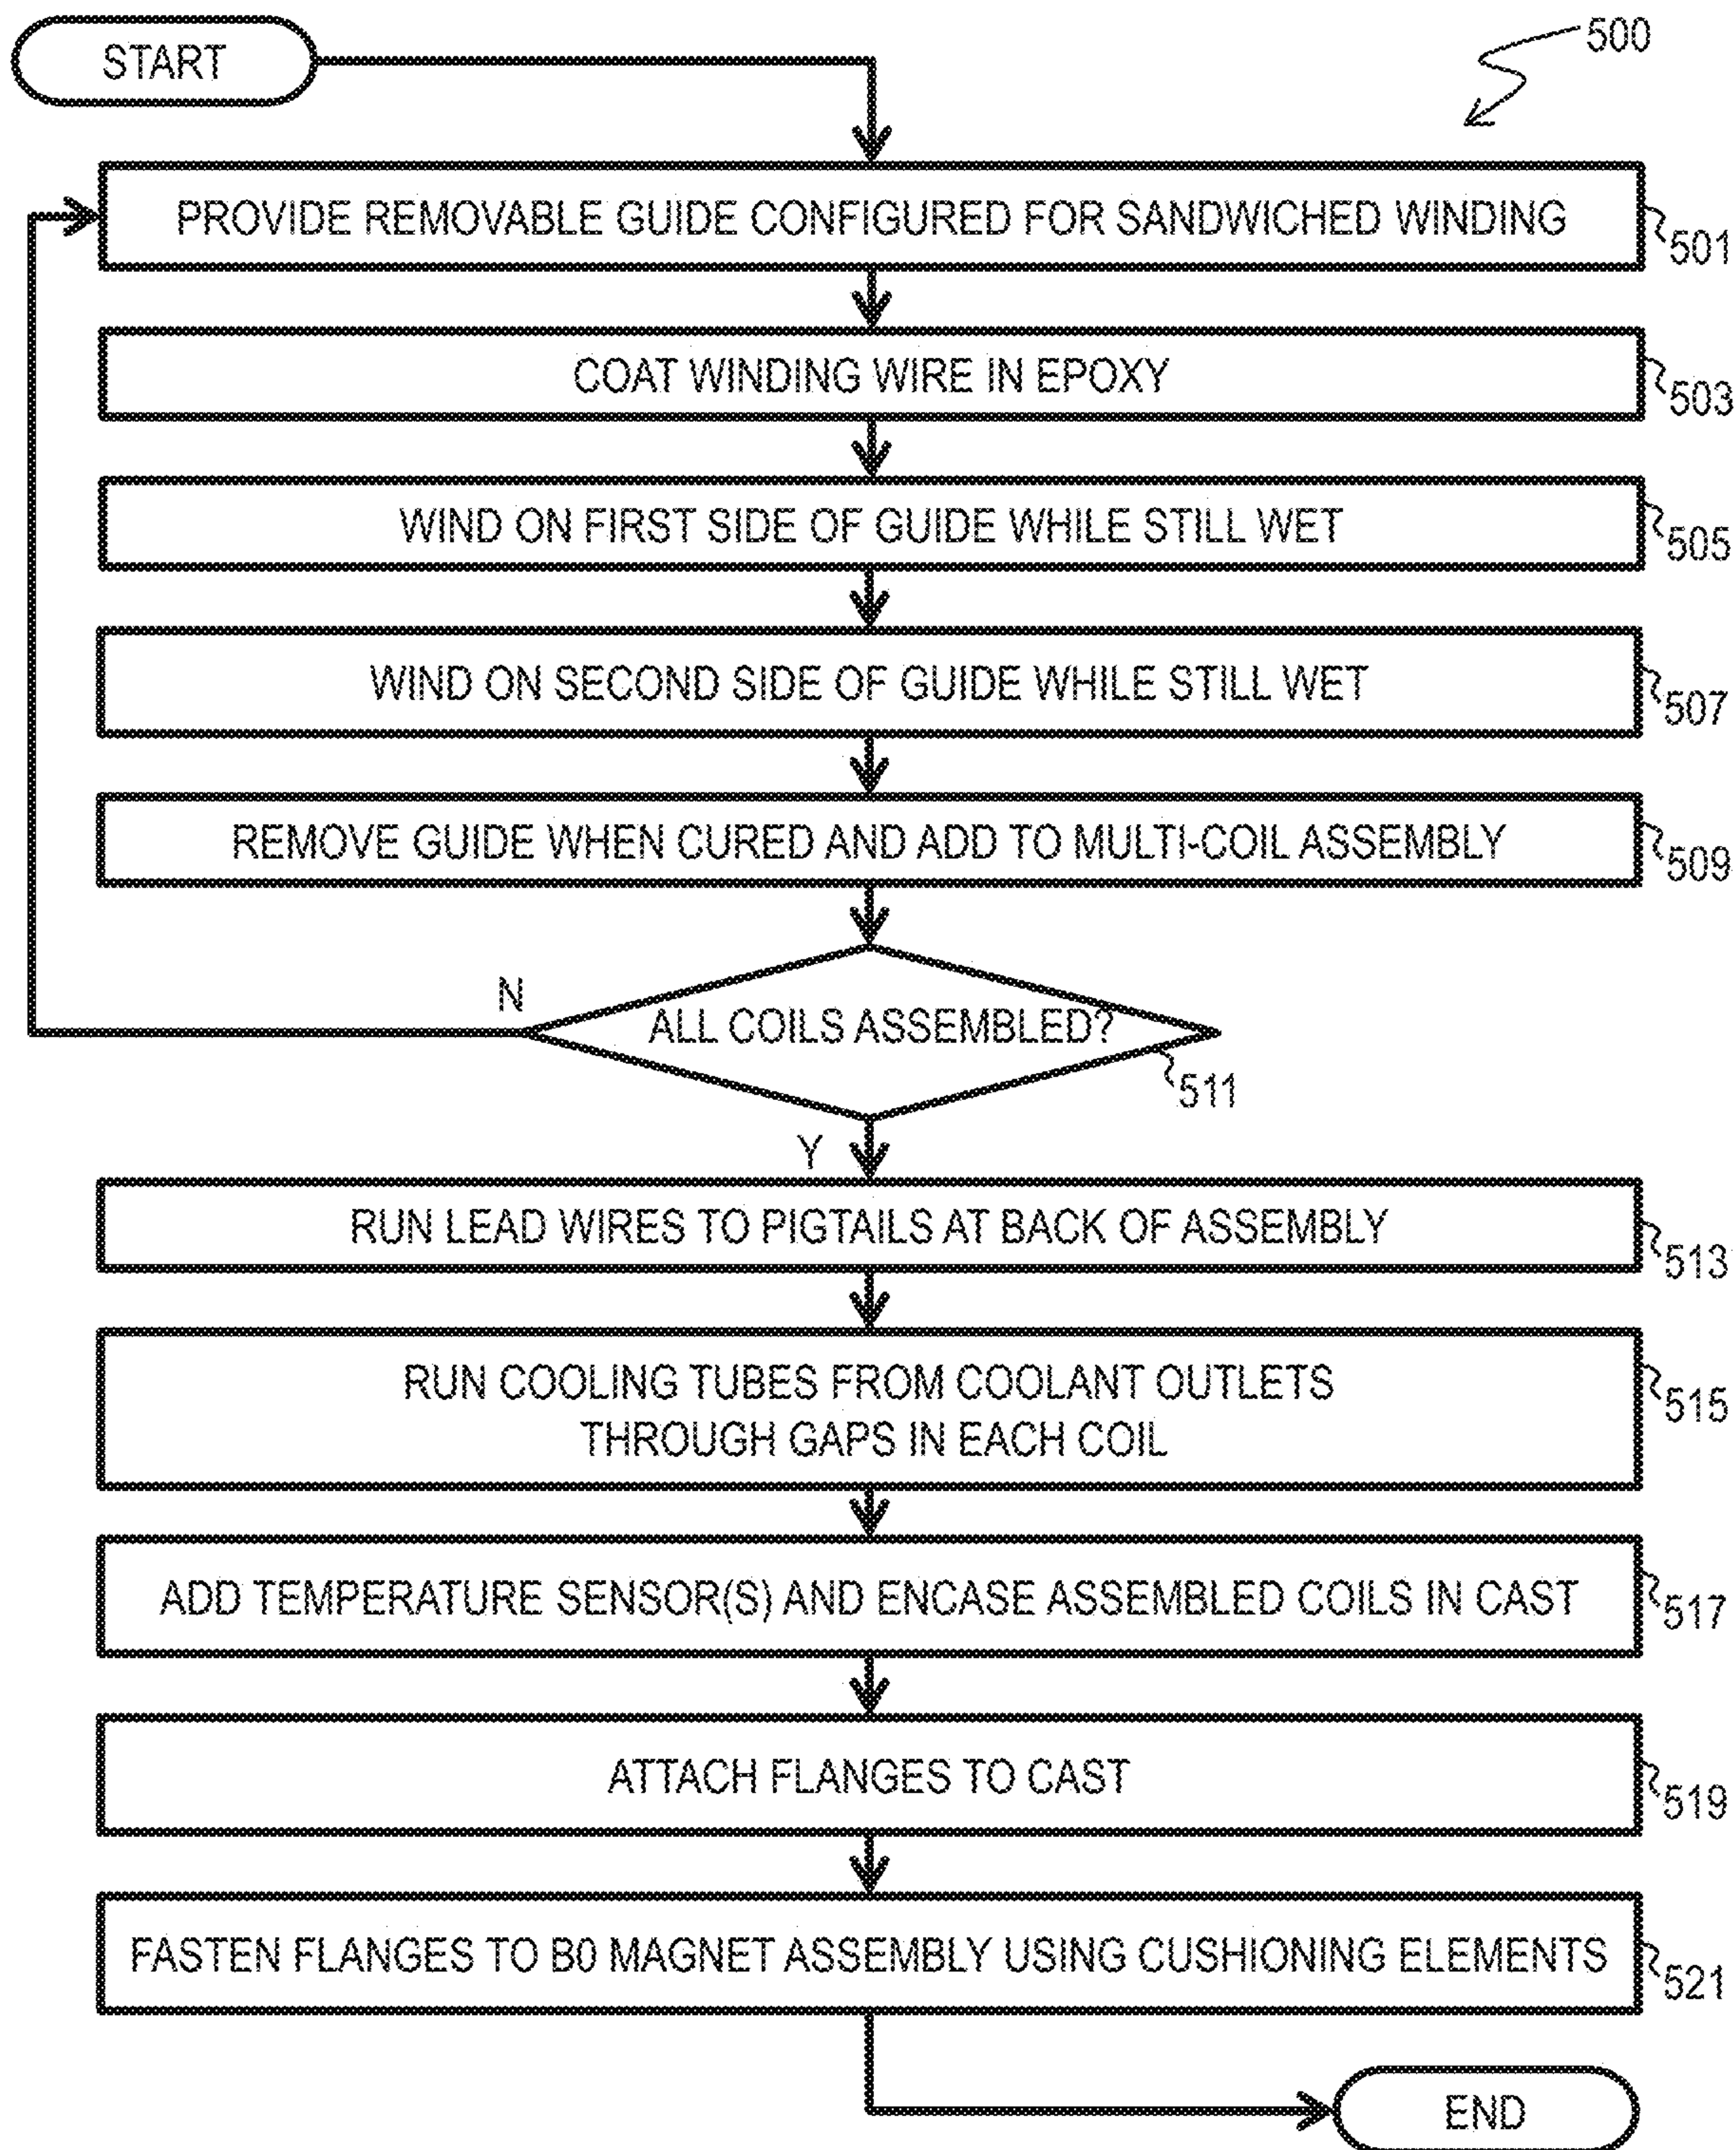 START
500
PROVIDE REMOVABLE GUIDE CONFIGURED FOR SANDWICHED WINDING
501
COAT WINDING WIRE IN EPOXY
503
WIND ON FIRST SIDE OF GUIDE WHILE STILL WET
505
WIND ON SECOND SIDE OF GUIDE WHILE STILL WET
507
REMOVE GUIDE WHEN CURED AND ADD TO MULTI-COIL ASSEMBLY
509
N
ALL COILS ASSEMBLED?
511
Y
RUN LEAD WIRES TO PIGTAILS AT BACK OF ASSEMBLY
513
RUN COOLING TUBES FROM COOLANT OUTLETS
THROUGH GAPS IN EACH COIL
515
ADD TEMPERATURE SENSOR(S) AND ENCASE ASSEMBLED COILS IN CAST
517
ATTACH FLANGES TO CAST
519
FASTEN FLANGES TO B0 MAGNET ASSEMBLY USING CUSHIONING ELEMENTS
521
END